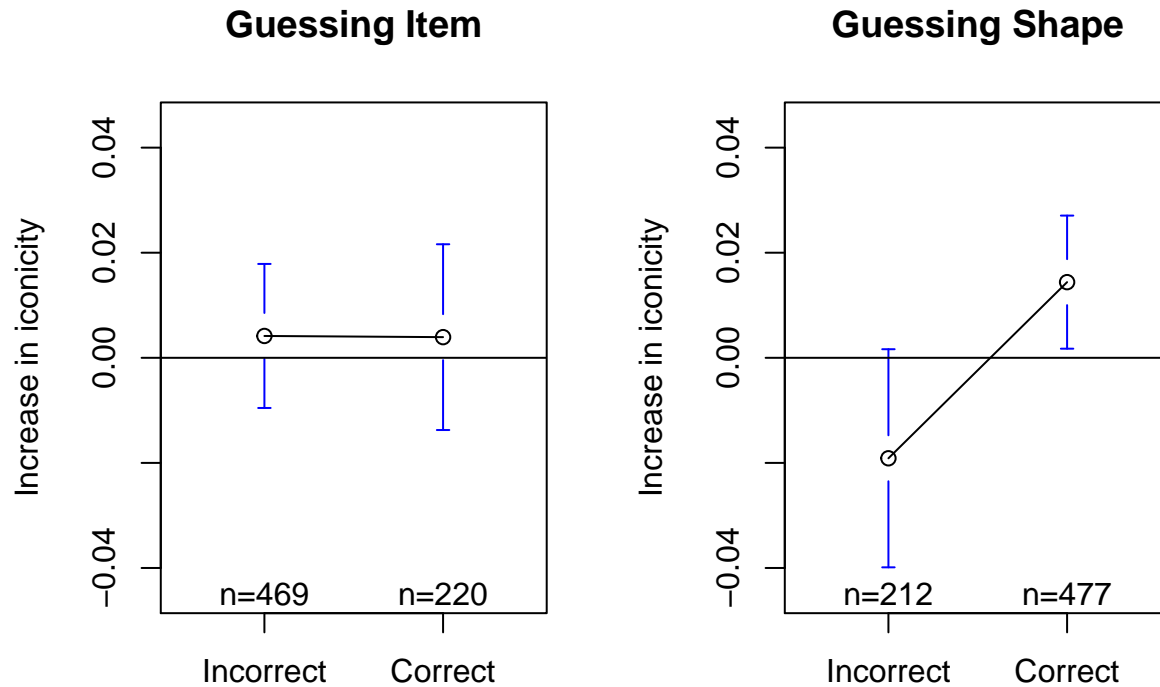 Guessing Item
Increase in iconicity
0.04
0.02
0.00
−0.04
n=469 n=220
Incorrect Correct
Guessing Shape
Increase in iconicity
0.04
0.02
0.00
−0.04
n=212 n=477
Incorrect Correct